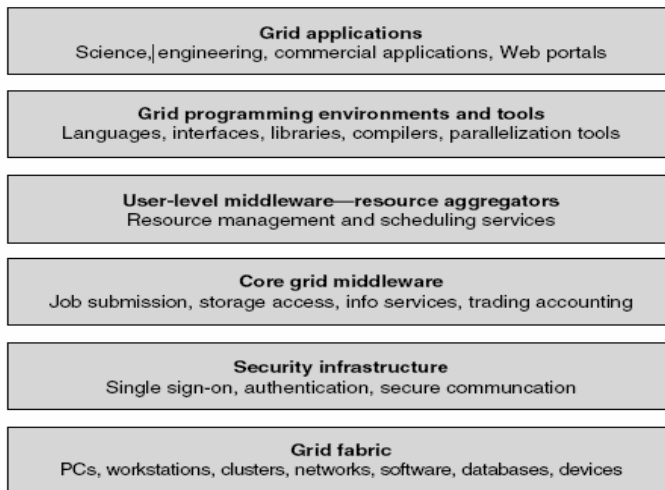 Grid applications
Science, engineering, commercial applications, Web portals
Grid programming environments and tools
Languages, interfaces, libraries, compilers, parallelization tools
User-level middleware—resource aggregators
Resource management and scheduling services
Core grid middleware
Job submission, storage access, info services, trading accounting
Security infrastructure
Single sign-on, authentication, secure communcation
Grid fabric
PCs, workstations, clusters, networks, software, databases, devices